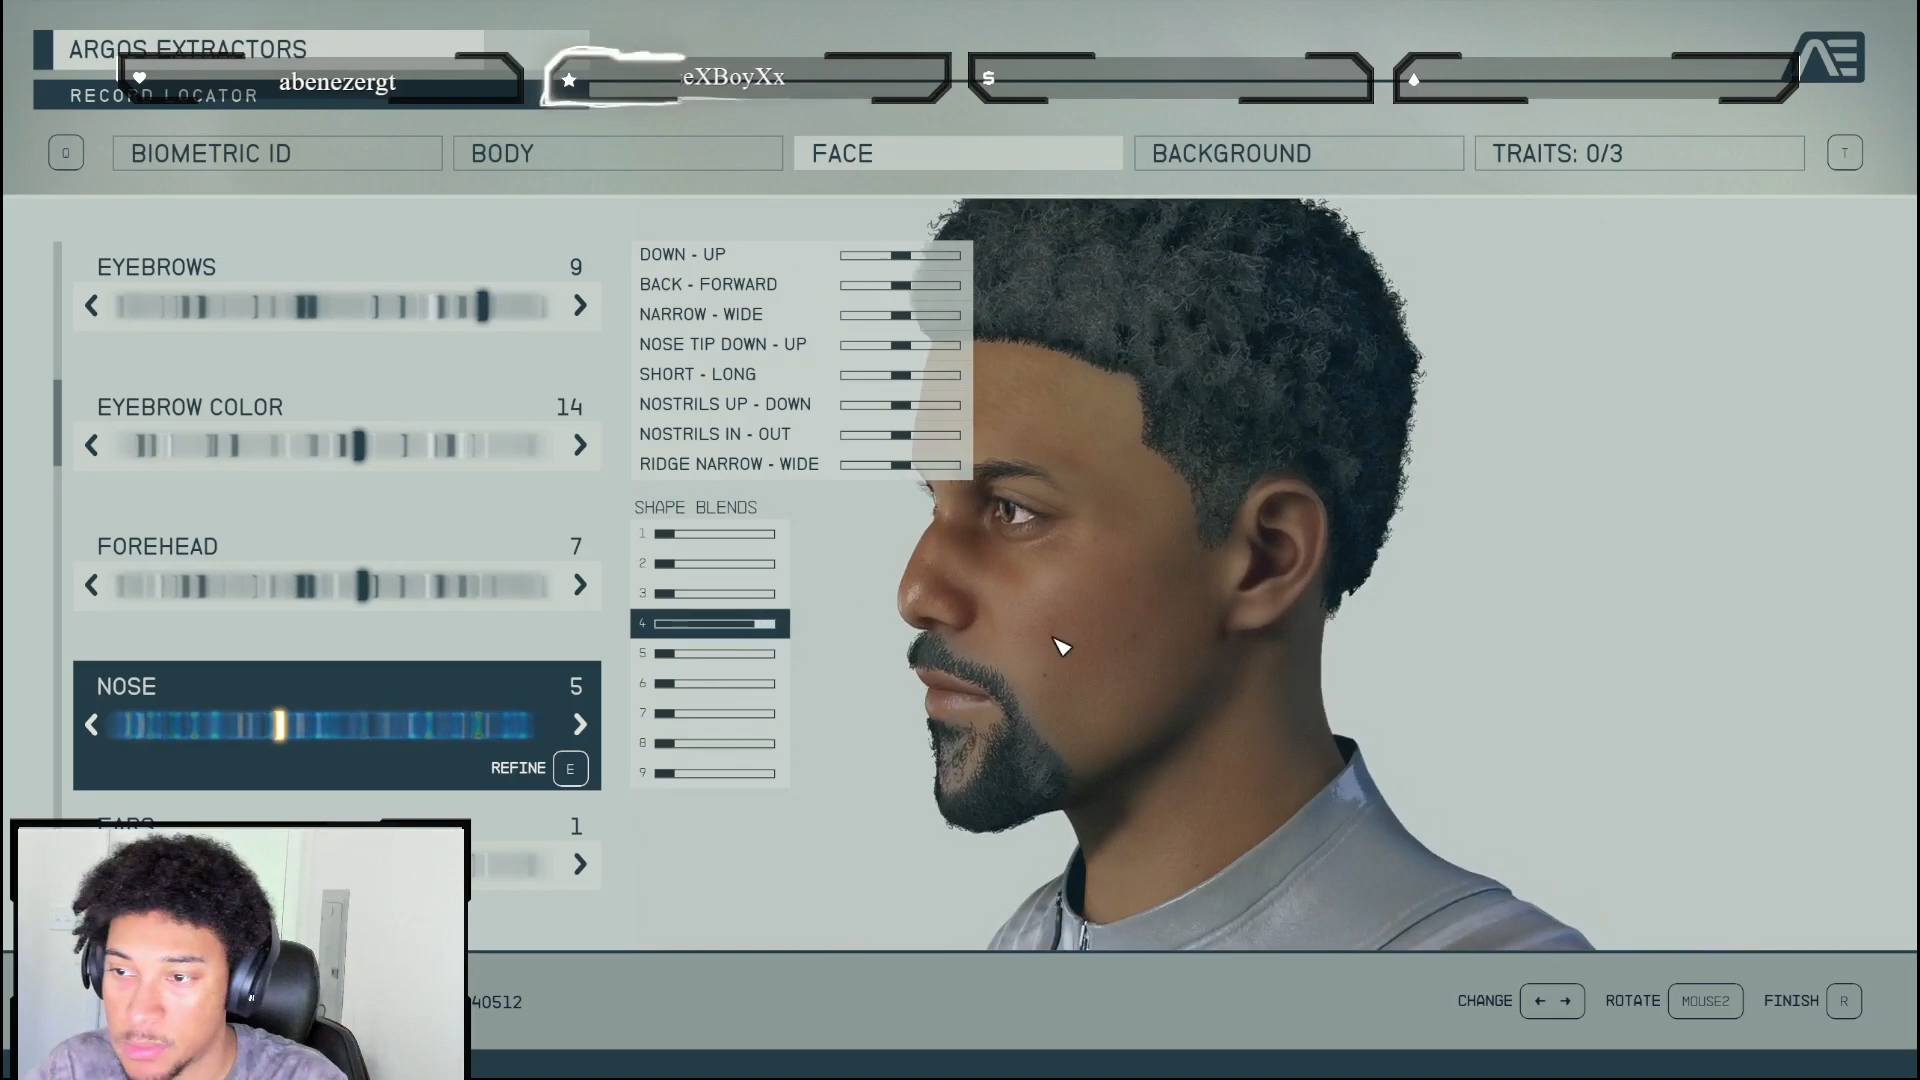 ARGOS EXTRACTORS
RECORD LOCATOR
abenezergt
eXBoyXx
$
AE
Q
BIOMETRIC ID
BODY
FACE
BACKGROUND
TRAITS: 0/3
T
EYEBROWS 9
EYEBROW COLOR 14
FOREHEAD 7
NOSE 5
REFINE E
EARS 1
DOWN - UP
BACK - FORWARD
NARROW - WIDE
NOSE TIP DOWN - UP
SHORT - LONG
NOSTRILS UP - DOWN
NOSTRILS IN - OUT
RIDGE NARROW - WIDE
SHAPE BLENDS
1
2
3
4
5
6
7
8
9
40512
CHANGE
ROTATE MOUSE2
FINISH R